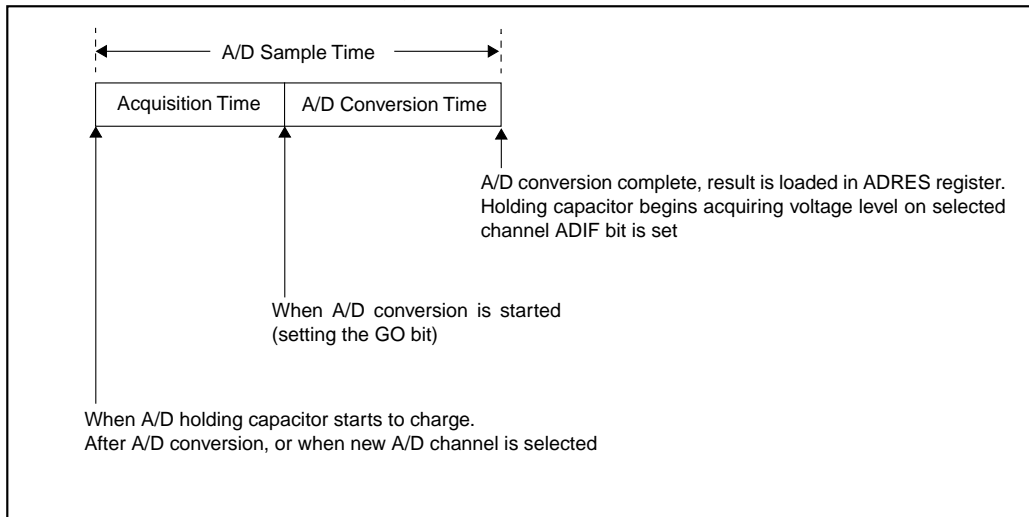 A/D Sample Time
Acquisition Time
A/D Conversion Time
A/D conversion complete, result is loaded in ADRES register.
Holding capacitor begins acquiring voltage level on selected
channel ADIF bit is set
When A/D conversion is started
(setting the GO bit)
When A/D holding capacitor starts to charge.
After A/D conversion, or when new A/D channel is selected